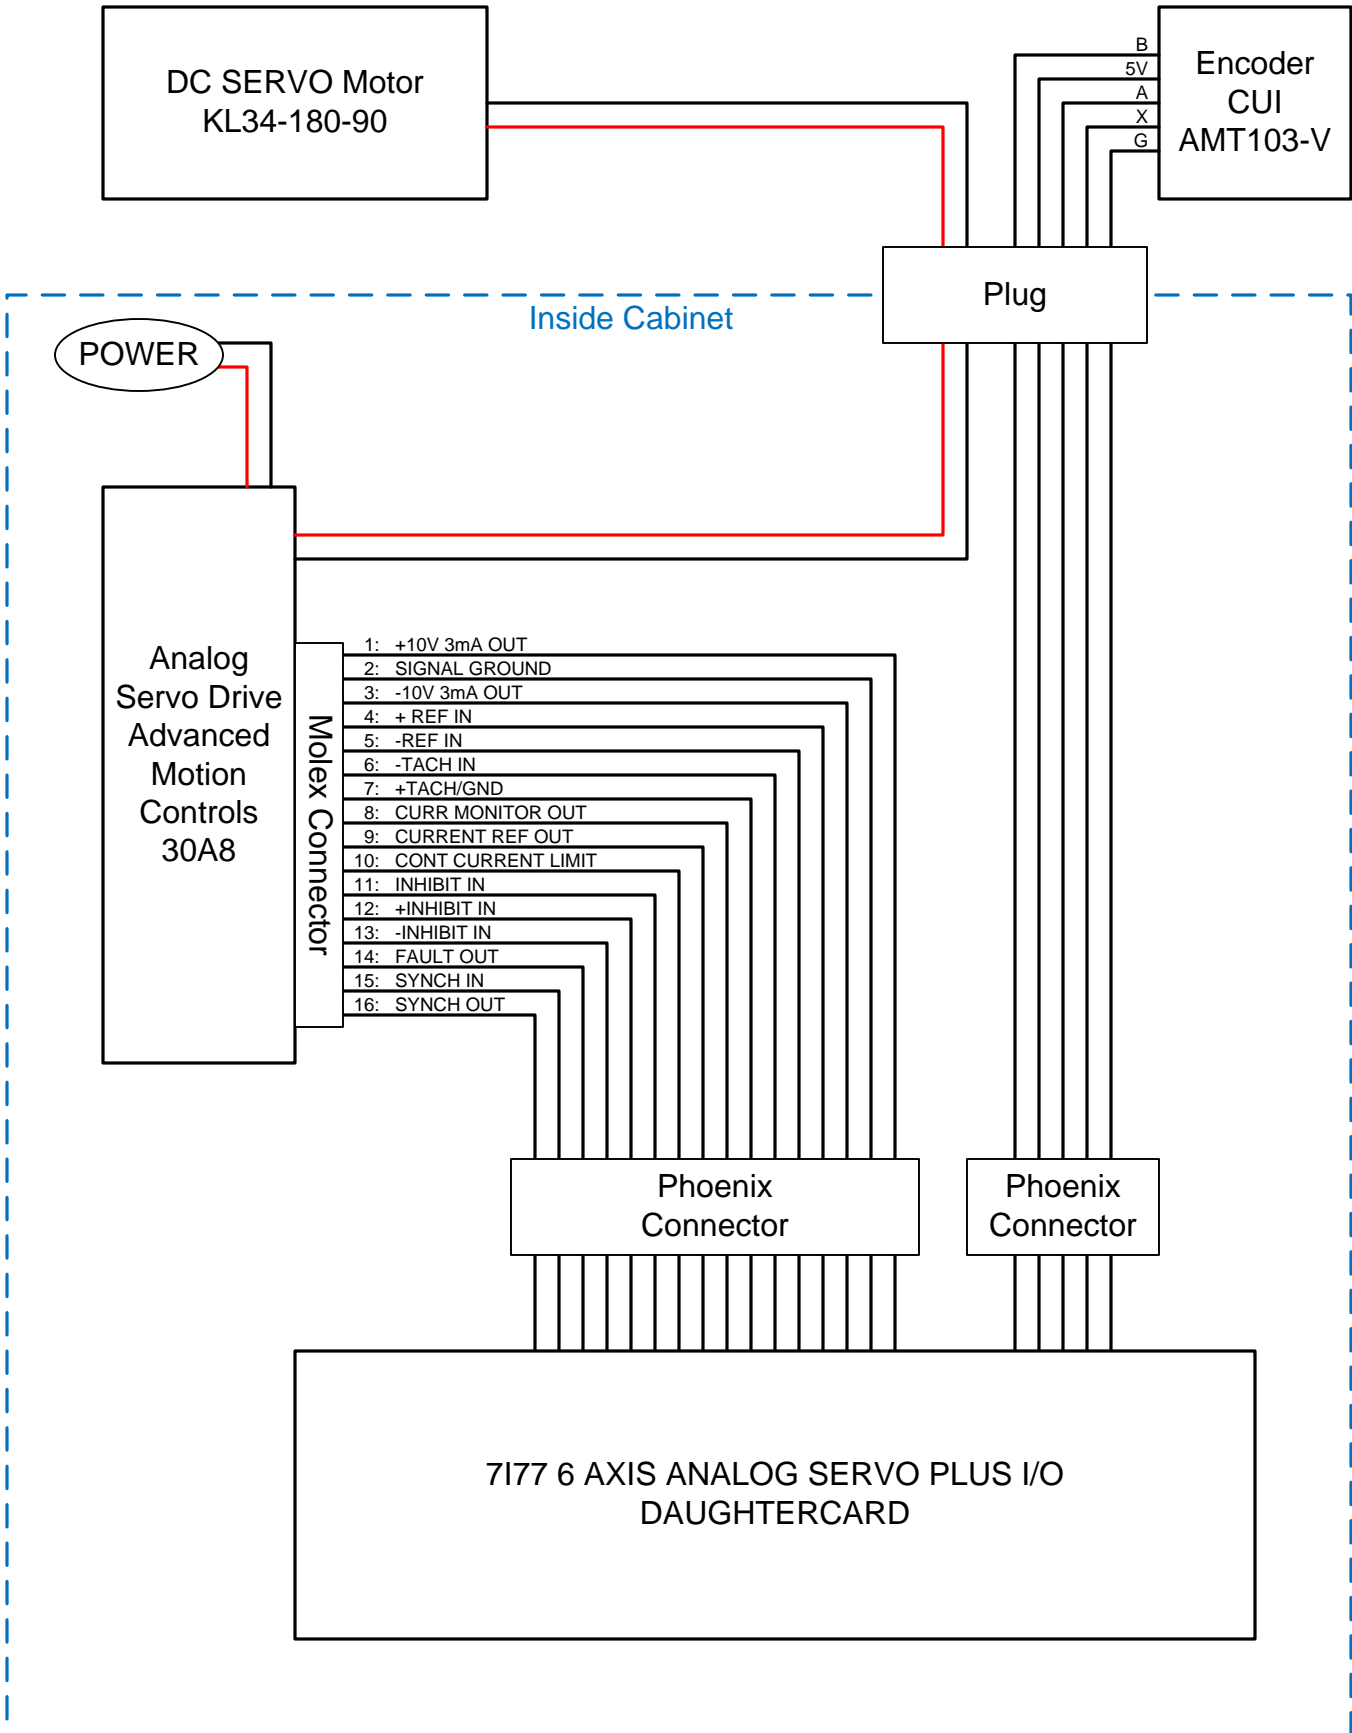 DC SERVO Motor
KL34-180-90
B
5V
A
X
G
Encoder
CUI
AMT103-V
Plug
Inside Cabinet
POWER
Analog
Servo Drive
Advanced
Motion
Controls
30A8
Molex Connector
1: +10V 3mA OUT
2: SIGNAL GROUND
3: -10V 3mA OUT
4: + REF IN
5: -REF IN
6: -TACH IN
7: +TACH/GND
8: CURR MONITOR OUT
9: CURRENT REF OUT
10: CONT CURRENT LIMIT
11: INHIBIT IN
12: +INHIBIT IN
13: -INHIBIT IN
14: FAULT OUT
15: SYNCH IN
16: SYNCH OUT
Phoenix
Connector
Phoenix
Connector
7I77 6 AXIS ANALOG SERVO PLUS I/O
DAUGHTERCARD